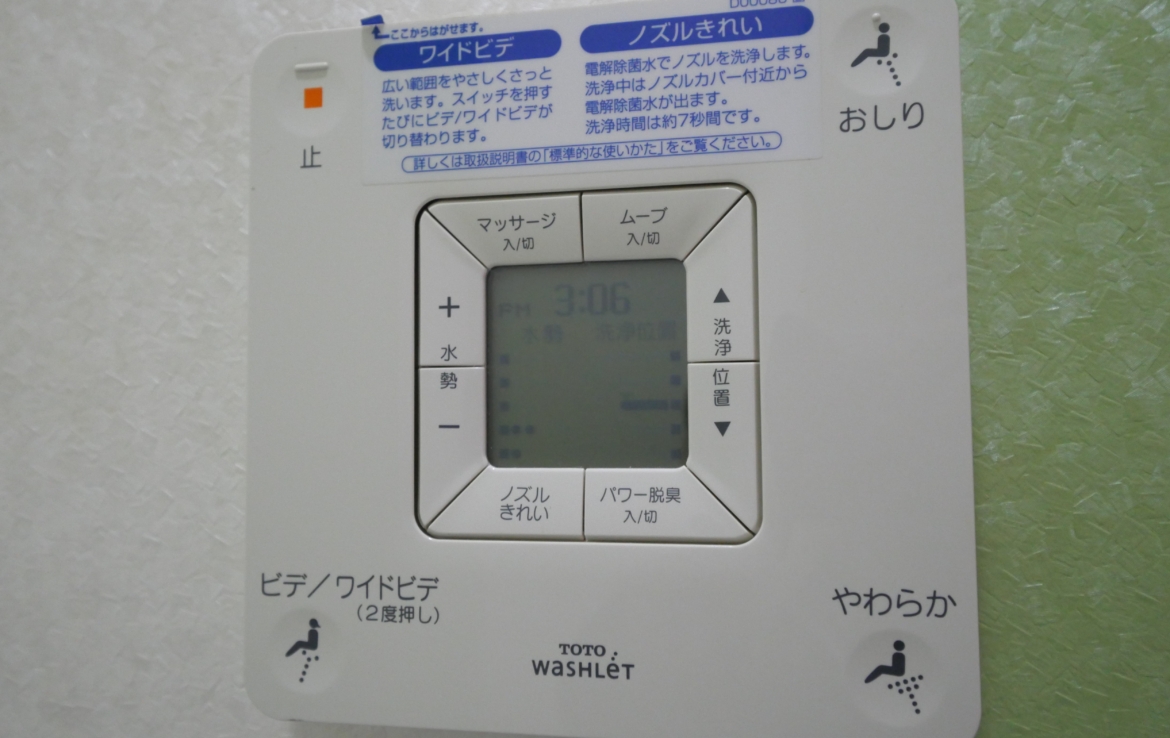 ここからはがせます。
ワイドビデ
広い範囲をやさしくさっと
洗います。スイッチを押す
たびにビデ/ワイドビデが
切り替わります。
ノズルきれい
電解除菌水でノズルを洗浄します。
洗浄中はノズルカバー付近から
電解除菌水が出ます。
洗浄時間は約7秒間です。
詳しくは取扱説明書の「標準的な使いかた」をご覧ください。
止
おしり
マッサージ
入/切
ムーブ
入/切
+
水勢
−
PM 3:06
水勢 洗浄位置
▲
洗浄
位置
▼
ノズル
きれい
パワー脱臭
入/切
ビデ/ワイドビデ
(2度押し)
やわらか
TOTO
WASHLET